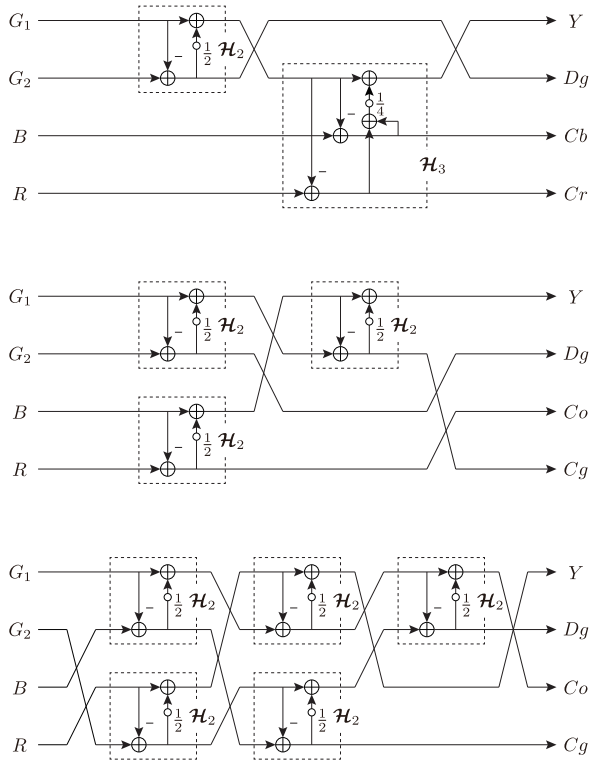 G₁ 1/2 𝓗₂ Y
G₂ − Dg
1/4
−
B Cb
𝓗₃
−
R Cr
G₁ 1/2 𝓗₂ 1/2 𝓗₂ Y
G₂ − − Dg
B 1/2 𝓗₂ Co
R − Cg
G₁ 1/2 𝓗₂ 1/2 𝓗₂ 1/2 𝓗₂ Y
G₂ − − − Dg
B 1/2 𝓗₂ 1/2 𝓗₂ Co
R − − Cg